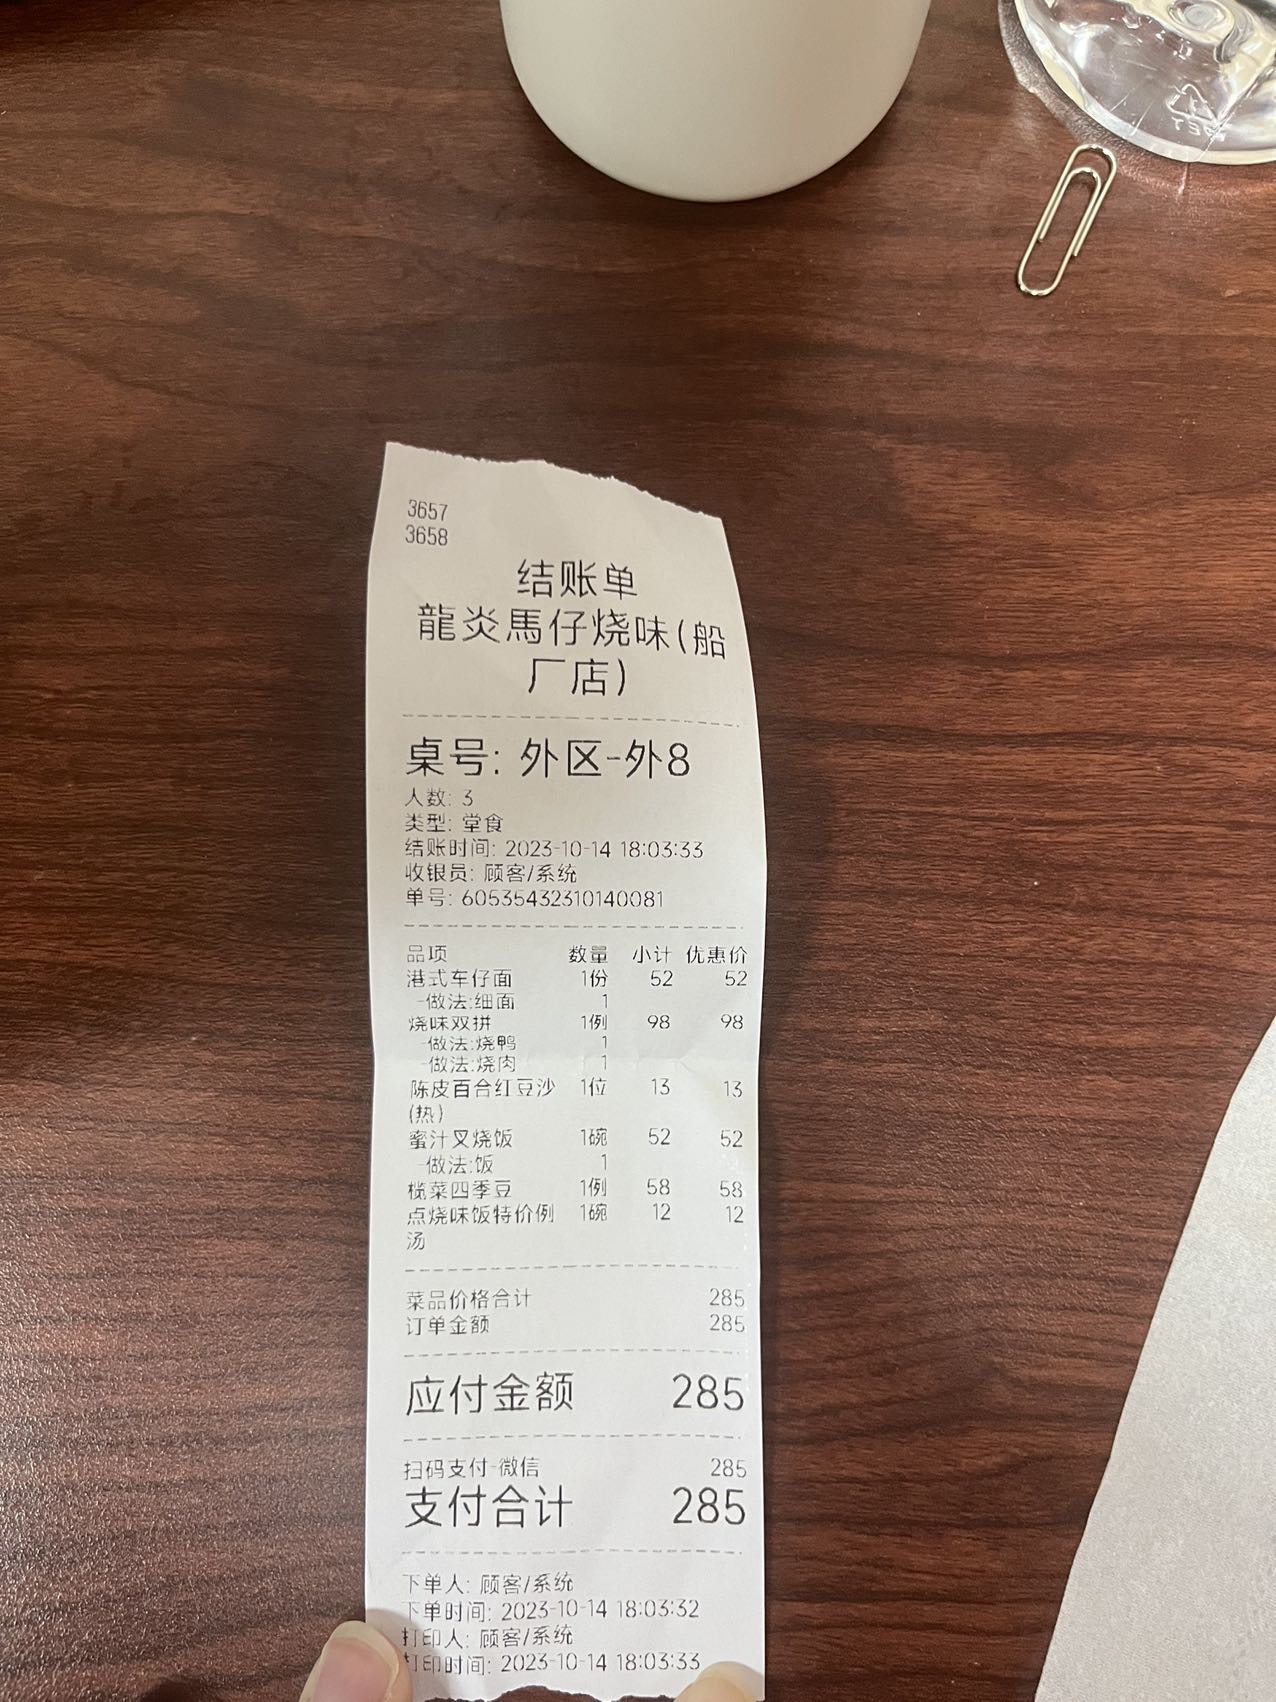 3657
3658
结账单
龍炎馬仔烧味(船
厂店)
桌号: 外区-外8
人数: 3
类型: 堂食
结账时间: 2023-10-14 18:03:33
收银员: 顾客/系统
单号: 60535432310140081
品项 数量 小计 优惠价
港式车仔面 1份 52 52
-做法:细面 1
烧味双拼 1例 98 98
-做法:烧鸭 1
-做法:烧肉 1
陈皮百合红豆沙 1位 13 13
(热)
蜜汁叉烧饭 1碗 52 52
-做法:饭 1
榄菜四季豆 1例 58 58
点烧味饭特价例 1碗 12 12
汤
菜品价格合计 285
订单金额 285
应付金额 285
扫码支付-微信 285
支付合计 285
下单人: 顾客/系统
下单时间: 2023-10-14 18:03:32
打印人: 顾客/系统
打印时间: 2023-10-14 18:03:33